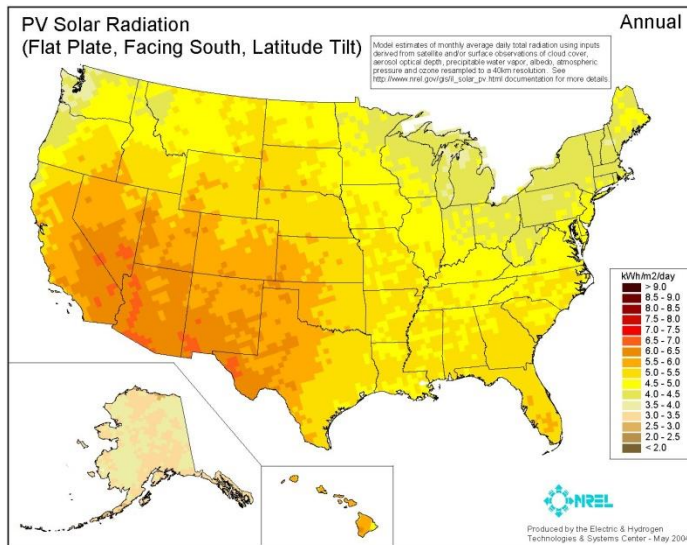 PV Solar Radiation
(Flat Plate, Facing South, Latitude Tilt)
Annual
Model estimates of monthly average daily total radiation using inputs
derived from satellite and/or surface observations of cloud cover,
aerosol optical depth, precipitable water vapor, albedo, atmospheric
pressure and ozone resampled to a 40km resolution. See
http://www.nrel.gov/gis/il_solar_pv.html documentation for more details.
kWh/m2/day
> 9.0
8.5 - 9.0
8.0 - 8.5
7.5 - 8.0
7.0 - 7.5
6.5 - 7.0
6.0 - 6.5
5.5 - 6.0
5.0 - 5.5
4.5 - 5.0
4.0 - 4.5
3.5 - 4.0
3.0 - 3.5
2.5 - 3.0
2.0 - 2.5
< 2.0
NREL
Produced by the Electric & Hydrogen
Technologies & Systems Center - May 2004